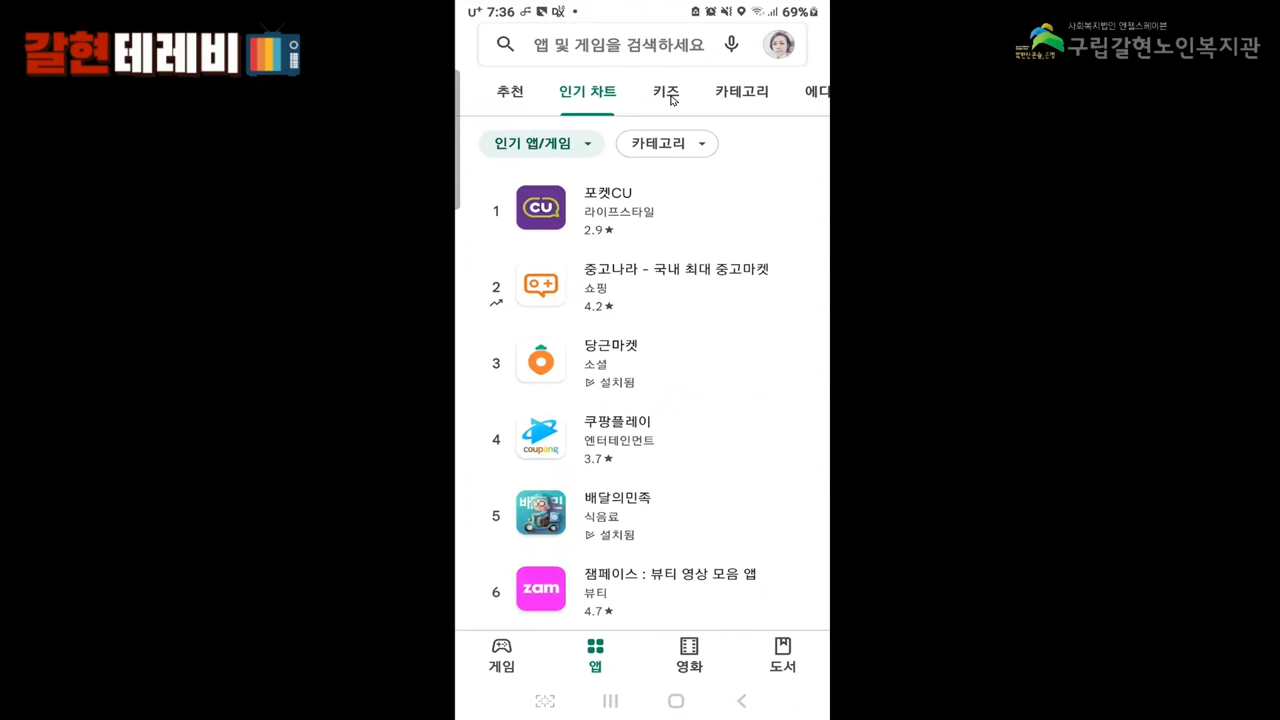 갈현테레비
사회복지법인 엔젤스헤이븐
구립갈현노인복지관
U+ 7:36
69%
앱 및 게임을 검색하세요
추천 인기 차트 키즈 카테고리 에디
인기 앱/게임 카테고리
1
CU
포켓CU
라이프스타일
2.9★
2
중고나라 - 국내 최대 중고마켓
쇼핑
4.2★
3
당근마켓
소셜
설치됨
4
coupang
쿠팡플레이
엔터테인먼트
3.7★
5
배달의민족
식음료
설치됨
6
zam
잼페이스 : 뷰티 영상 모음 앱
뷰티
4.7★
게임 앱 영화 도서